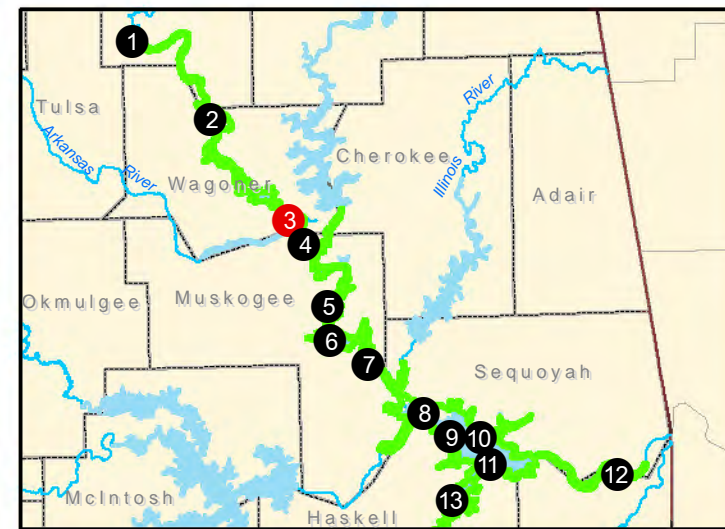 1
2
Tulsa
Arkansas
River
Wagoner
Cherokee
Illinois
River
Adair
3
4
Okmulgee
Muskogee
5
6
7
Sequoyah
8
9
10
11
12
13
McIntosh
Haskell